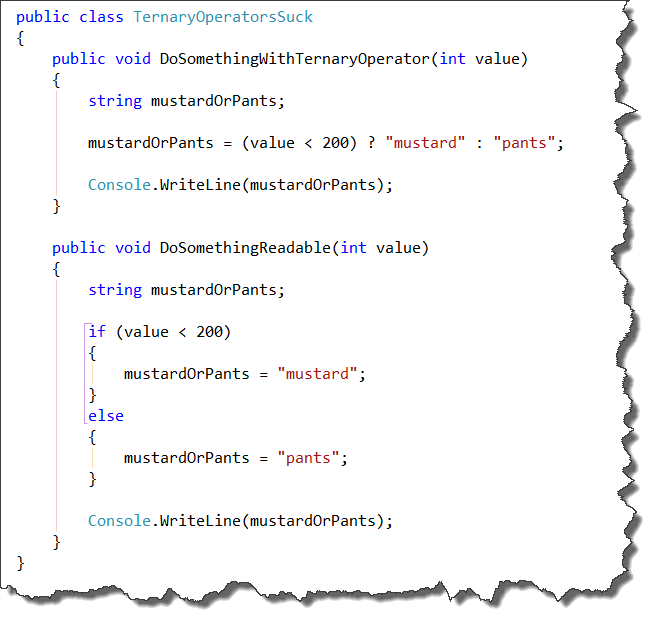 public class TernaryOperatorsSuck
{
    public void DoSomethingWithTernaryOperator(int value)
    {
        string mustardOrPants;

        mustardOrPants = (value < 200) ? "mustard" : "pants";

        Console.WriteLine(mustardOrPants);
    }

    public void DoSomethingReadable(int value)
    {
        string mustardOrPants;

        if (value < 200)
        {
            mustardOrPants = "mustard";
        }
        else
        {
            mustardOrPants = "pants";
        }

        Console.WriteLine(mustardOrPants);
    }
}